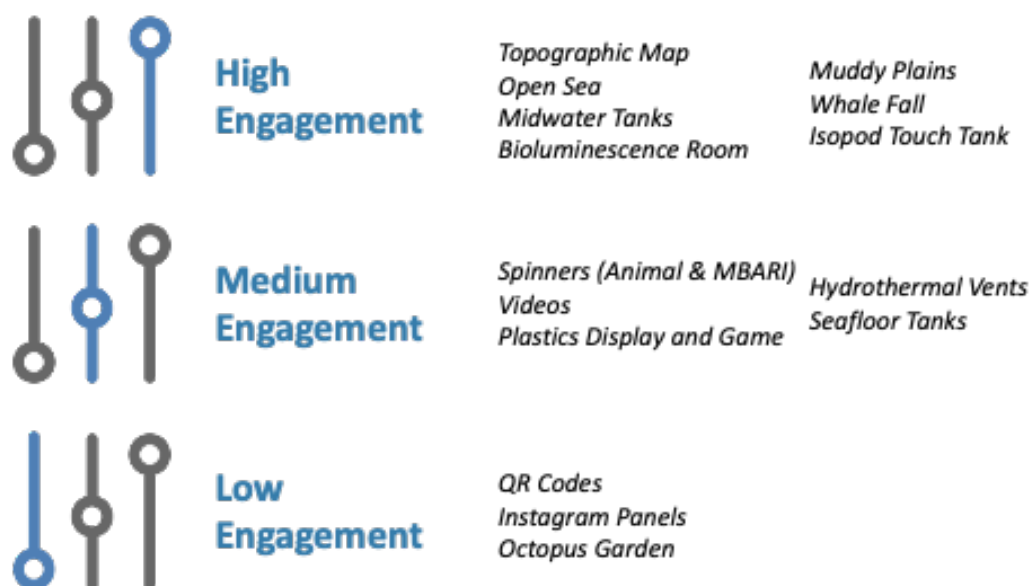 High
Engagement
Topographic Map
Open Sea
Midwater Tanks
Bioluminescence Room
Muddy Plains
Whale Fall
Isopod Touch Tank
Medium
Engagement
Spinners (Animal & MBARI)
Videos
Plastics Display and Game
Hydrothermal Vents
Seafloor Tanks
Low
Engagement
QR Codes
Instagram Panels
Octopus Garden